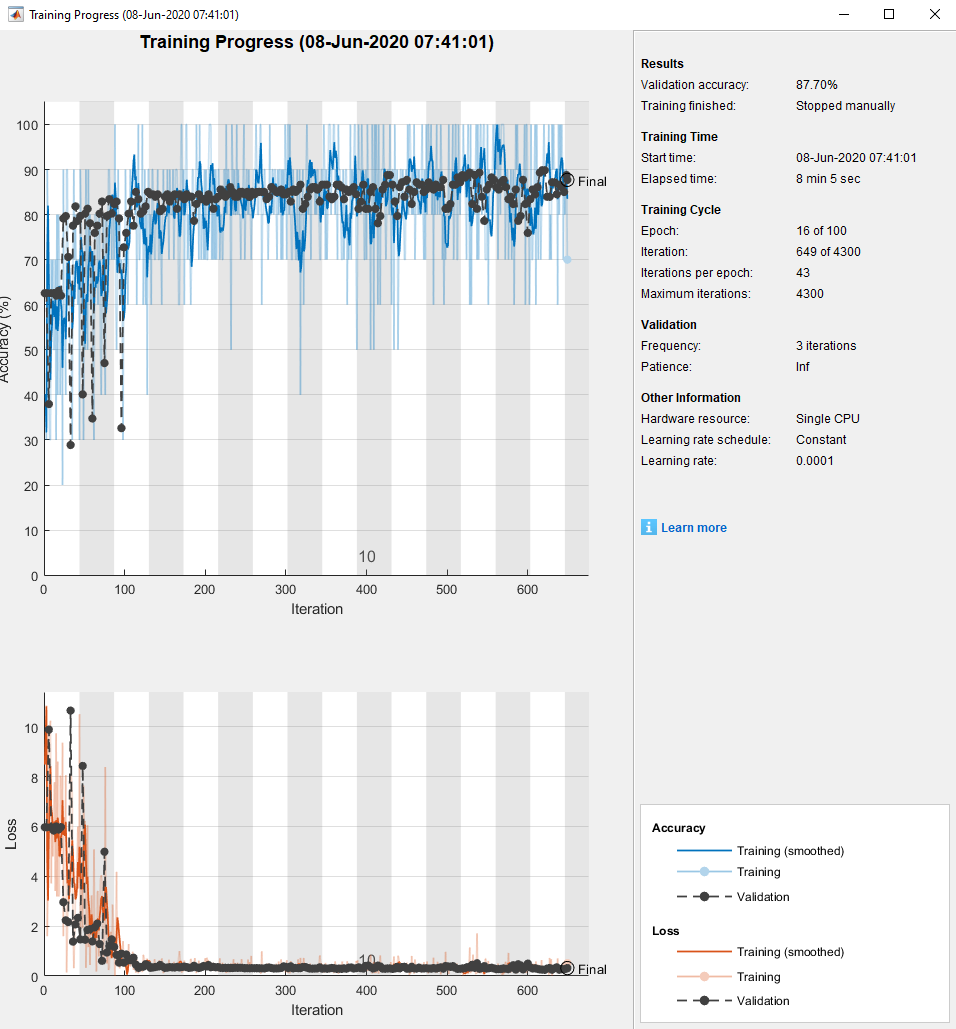 Training Progress (08-Jun-2020 07:41:01)
Training Progress (08-Jun-2020 07:41:01)
100
90
80
70
60
50
40
30
20
10
0
Accuracy (%)
Final
10
0 100 200 300 400 500 600
Iteration
10
8
6
4
2
0
Loss
10
Final
0 100 200 300 400 500 600
Iteration
Results
Validation accuracy: 87.70%
Training finished: Stopped manually
Training Time
Start time: 08-Jun-2020 07:41:01
Elapsed time: 8 min 5 sec
Training Cycle
Epoch: 16 of 100
Iteration: 649 of 4300
Iterations per epoch: 43
Maximum iterations: 4300
Validation
Frequency: 3 iterations
Patience: Inf
Other Information
Hardware resource: Single CPU
Learning rate schedule: Constant
Learning rate: 0.0001
i Learn more
Accuracy
Training (smoothed)
Training
Validation
Loss
Training (smoothed)
Training
Validation